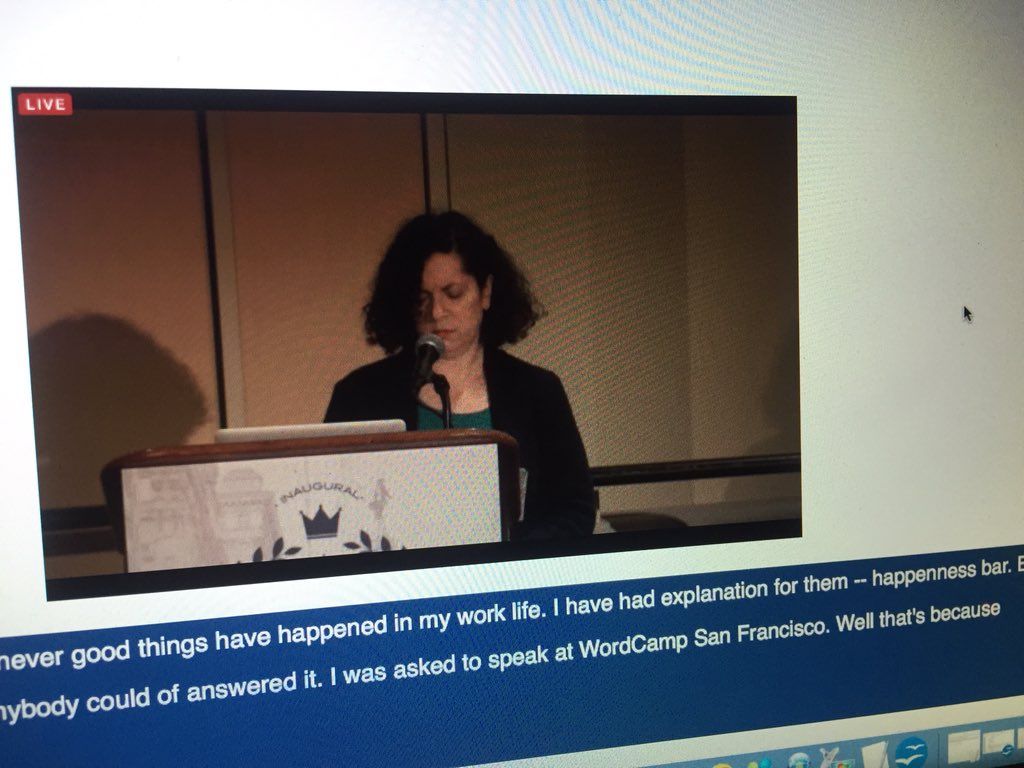 LIVE
INAUGURAL
never good things have happened in my work life. I have had explanation for them -- happenness bar.
ybody could of answered it. I was asked to speak at WordCamp San Francisco. Well that's because